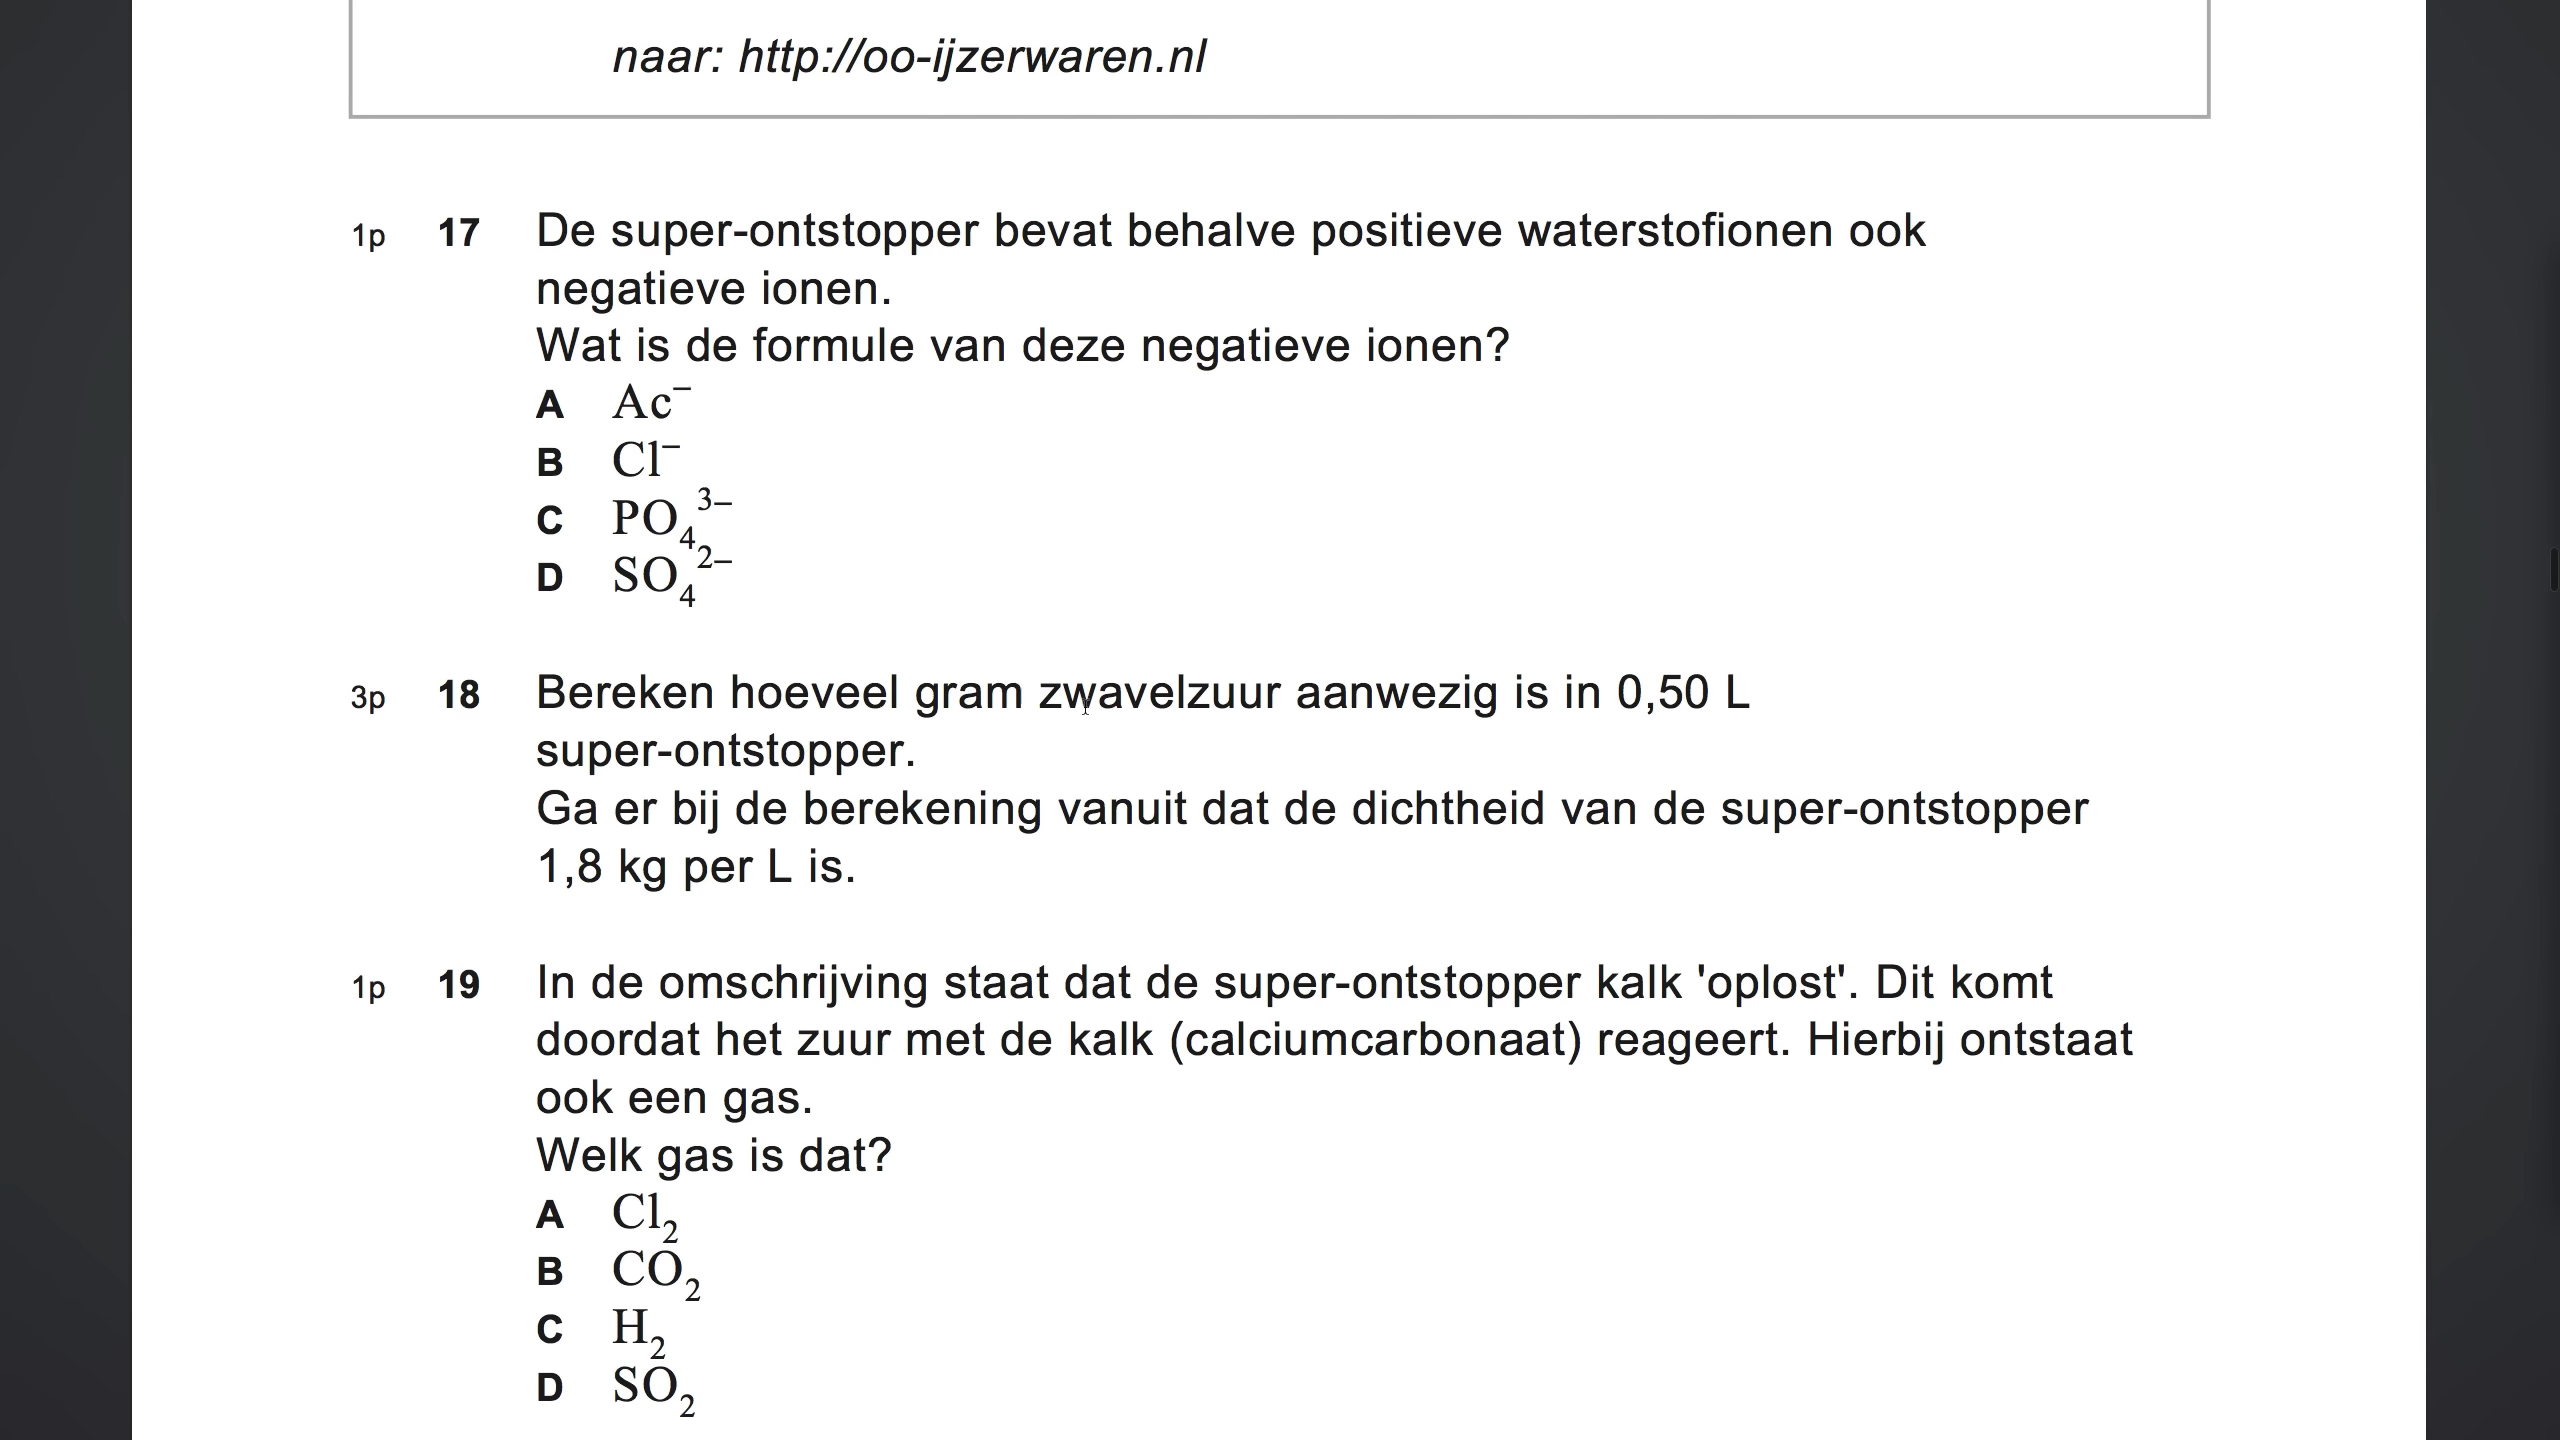 naar: http://oo-ijzerwaren.nl
1p 17 De super-ontstopper bevat behalve positieve waterstofionen ook
negatieve ionen.
Wat is de formule van deze negatieve ionen?
A Ac⁻
B Cl⁻
C PO₄³⁻
D SO₄²⁻
3p 18 Bereken hoeveel gram zwavelzuur aanwezig is in 0,50 L
super-ontstopper.
Ga er bij de berekening vanuit dat de dichtheid van de super-ontstopper
1,8 kg per L is.
1p 19 In de omschrijving staat dat de super-ontstopper kalk 'oplost'. Dit komt
doordat het zuur met de kalk (calciumcarbonaat) reageert. Hierbij ontstaat
ook een gas.
Welk gas is dat?
A Cl₂
B CO₂
C H₂
D SO₂